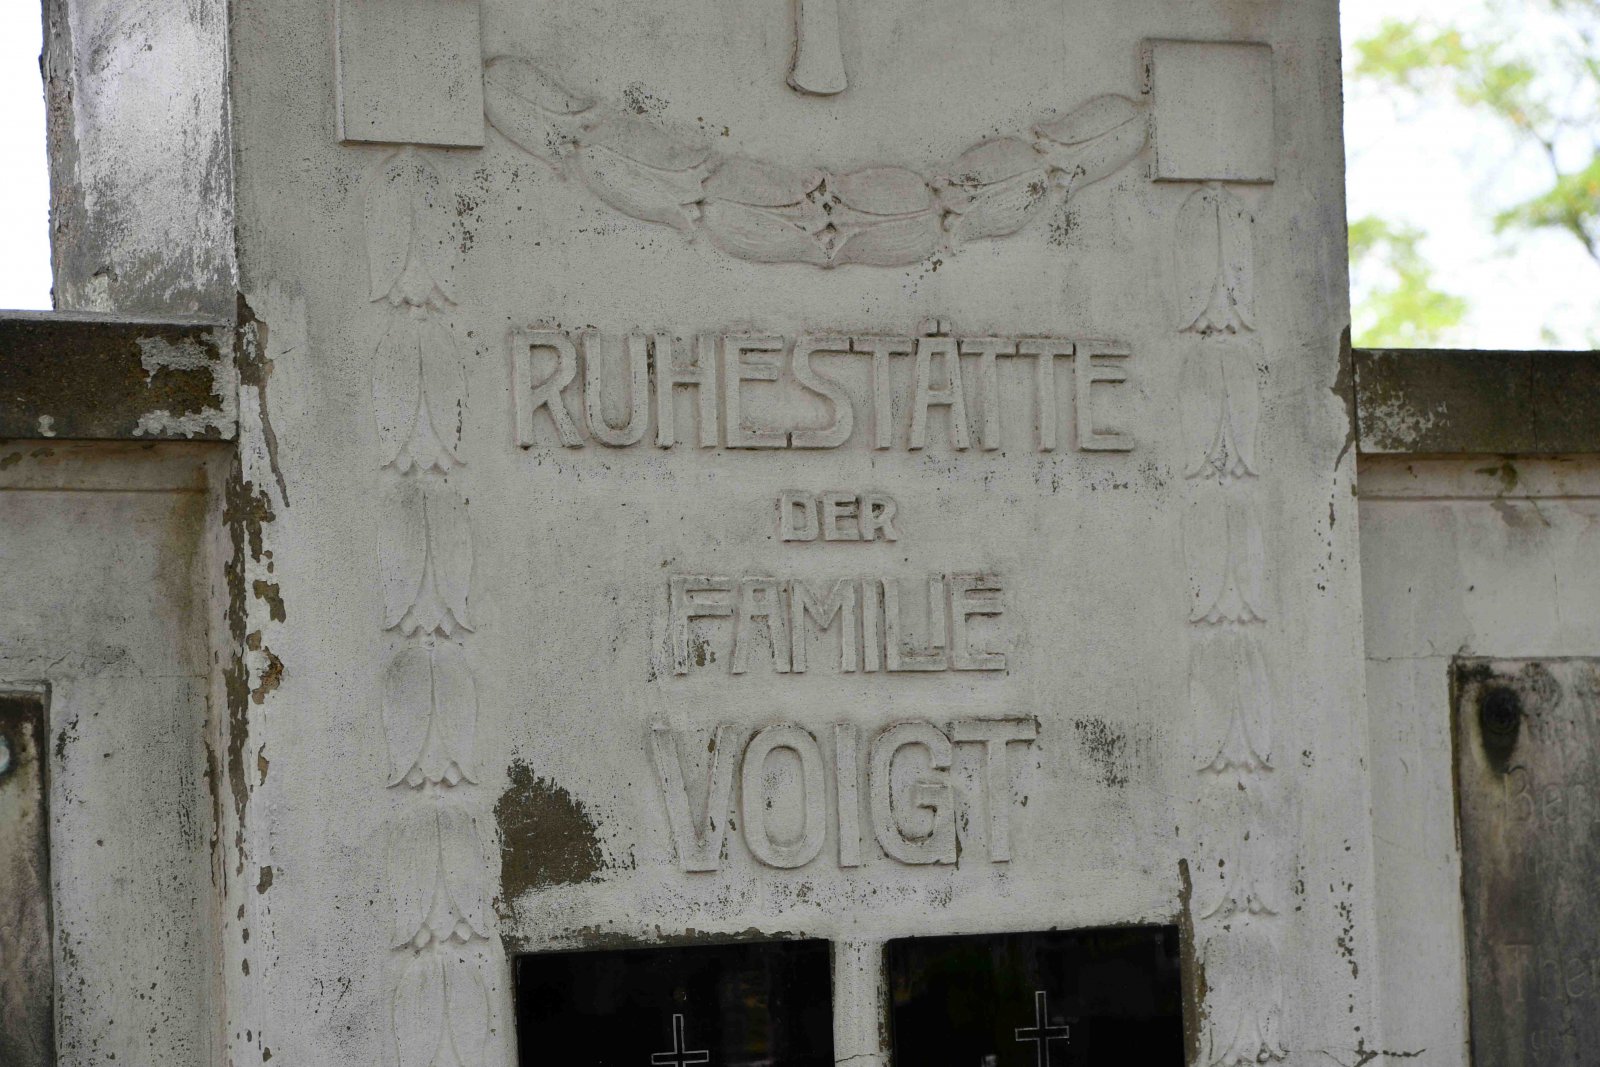 RUHESTÄTTE
DER
FAMILIE
VOIGT